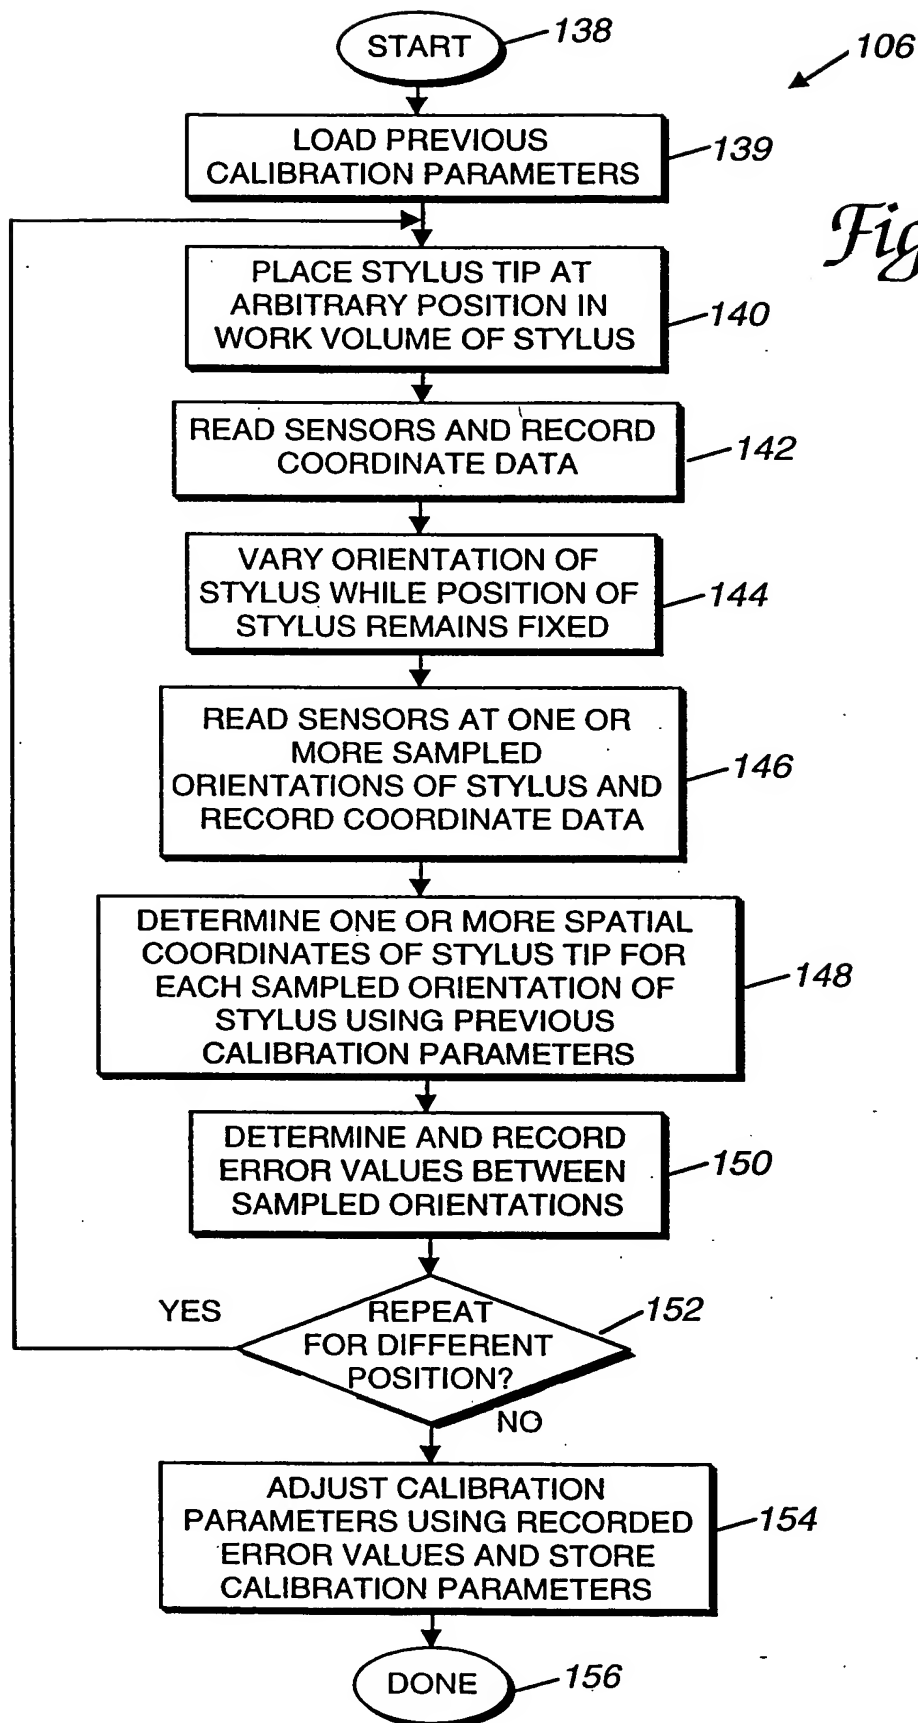 START
138
106
LOAD PREVIOUS
CALIBRATION PARAMETERS
139
Fig
PLACE STYLUS TIP AT
ARBITRARY POSITION IN
WORK VOLUME OF STYLUS
140
READ SENSORS AND RECORD
COORDINATE DATA
142
VARY ORIENTATION OF
STYLUS WHILE POSITION OF
STYLUS REMAINS FIXED
144
READ SENSORS AT ONE OR
MORE SAMPLED
ORIENTATIONS OF STYLUS AND
RECORD COORDINATE DATA
146
DETERMINE ONE OR MORE SPATIAL
COORDINATES OF STYLUS TIP FOR
EACH SAMPLED ORIENTATION OF
STYLUS USING PREVIOUS
CALIBRATION PARAMETERS
148
DETERMINE AND RECORD
ERROR VALUES BETWEEN
SAMPLED ORIENTATIONS
150
YES
REPEAT
FOR DIFFERENT
POSITION?
152
NO
ADJUST CALIBRATION
PARAMETERS USING RECORDED
ERROR VALUES AND STORE
CALIBRATION PARAMETERS
154
DONE
156